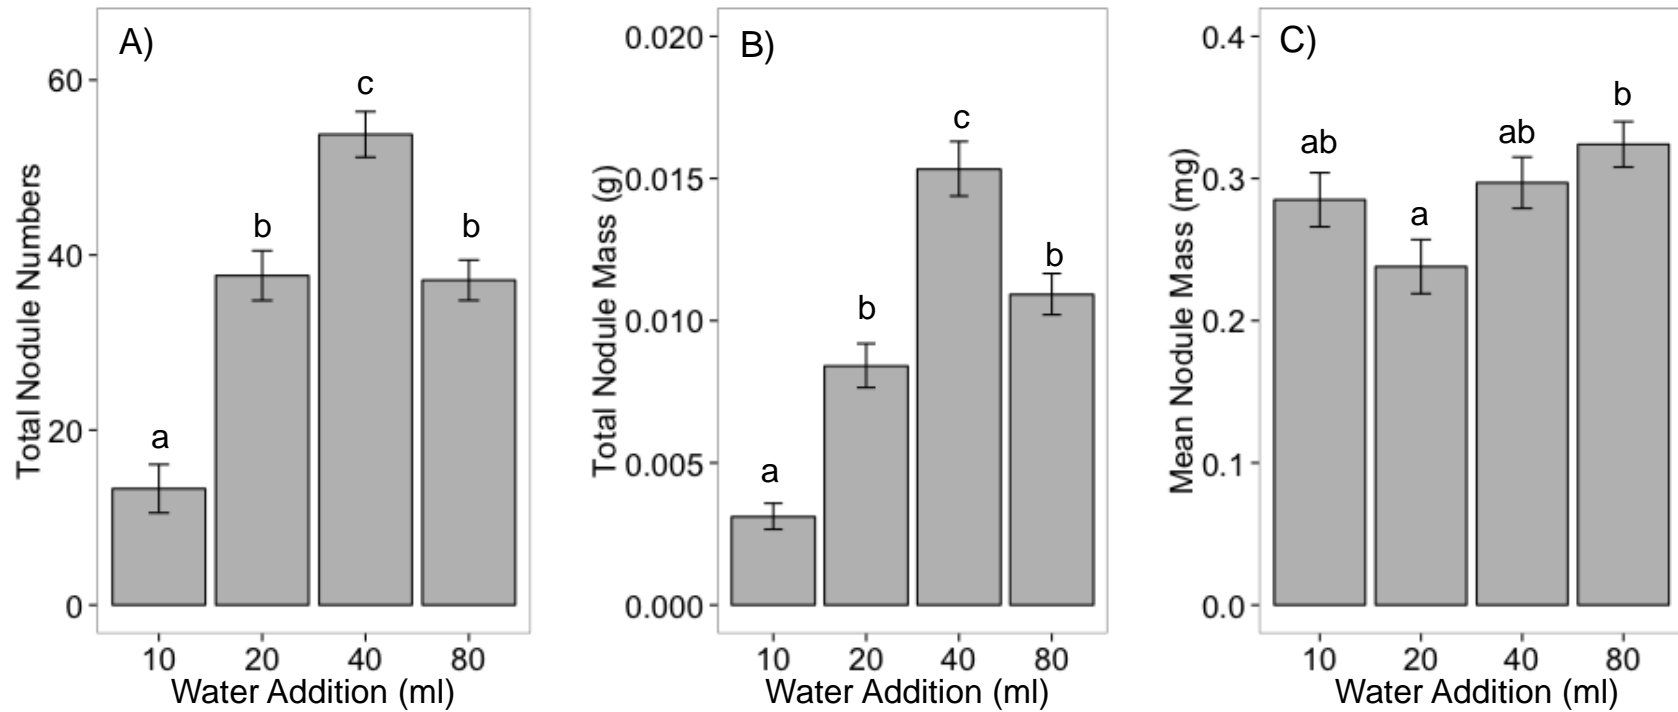 A)
Total Nodule Numbers
60
40
20
0
a
b
c
b
10 20 40 80
Water Addition (ml)
B)
Total Nodule Mass (g)
0.020
0.015
0.010
0.005
0.000
a
b
c
b
10 20 40 80
Water Addition (ml)
C)
Mean Nodule Mass (mg)
0.4
0.3
0.2
0.1
0.0
ab
a
ab
b
10 20 40 80
Water Addition (ml)